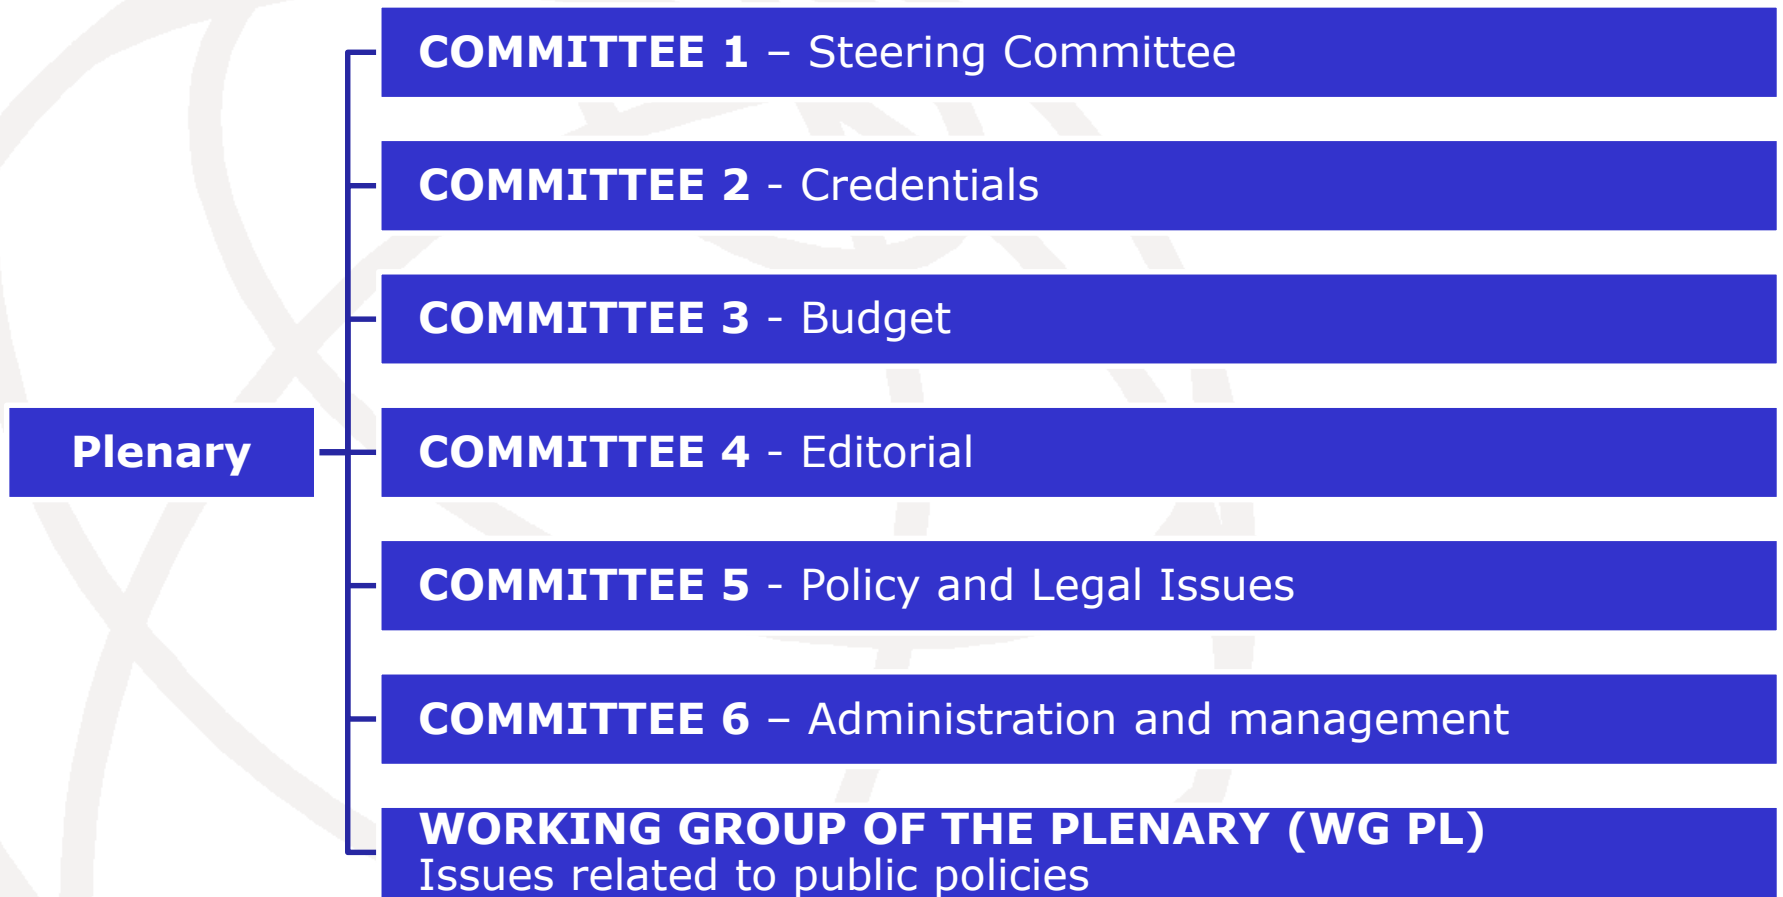 COMMITTEE 1 – Steering Committee
COMMITTEE 2 - Credentials
COMMITTEE 3 - Budget
Plenary
COMMITTEE 4 - Editorial
COMMITTEE 5 - Policy and Legal Issues
COMMITTEE 6 – Administration and management
WORKING GROUP OF THE PLENARY (WG PL)
Issues related to public policies